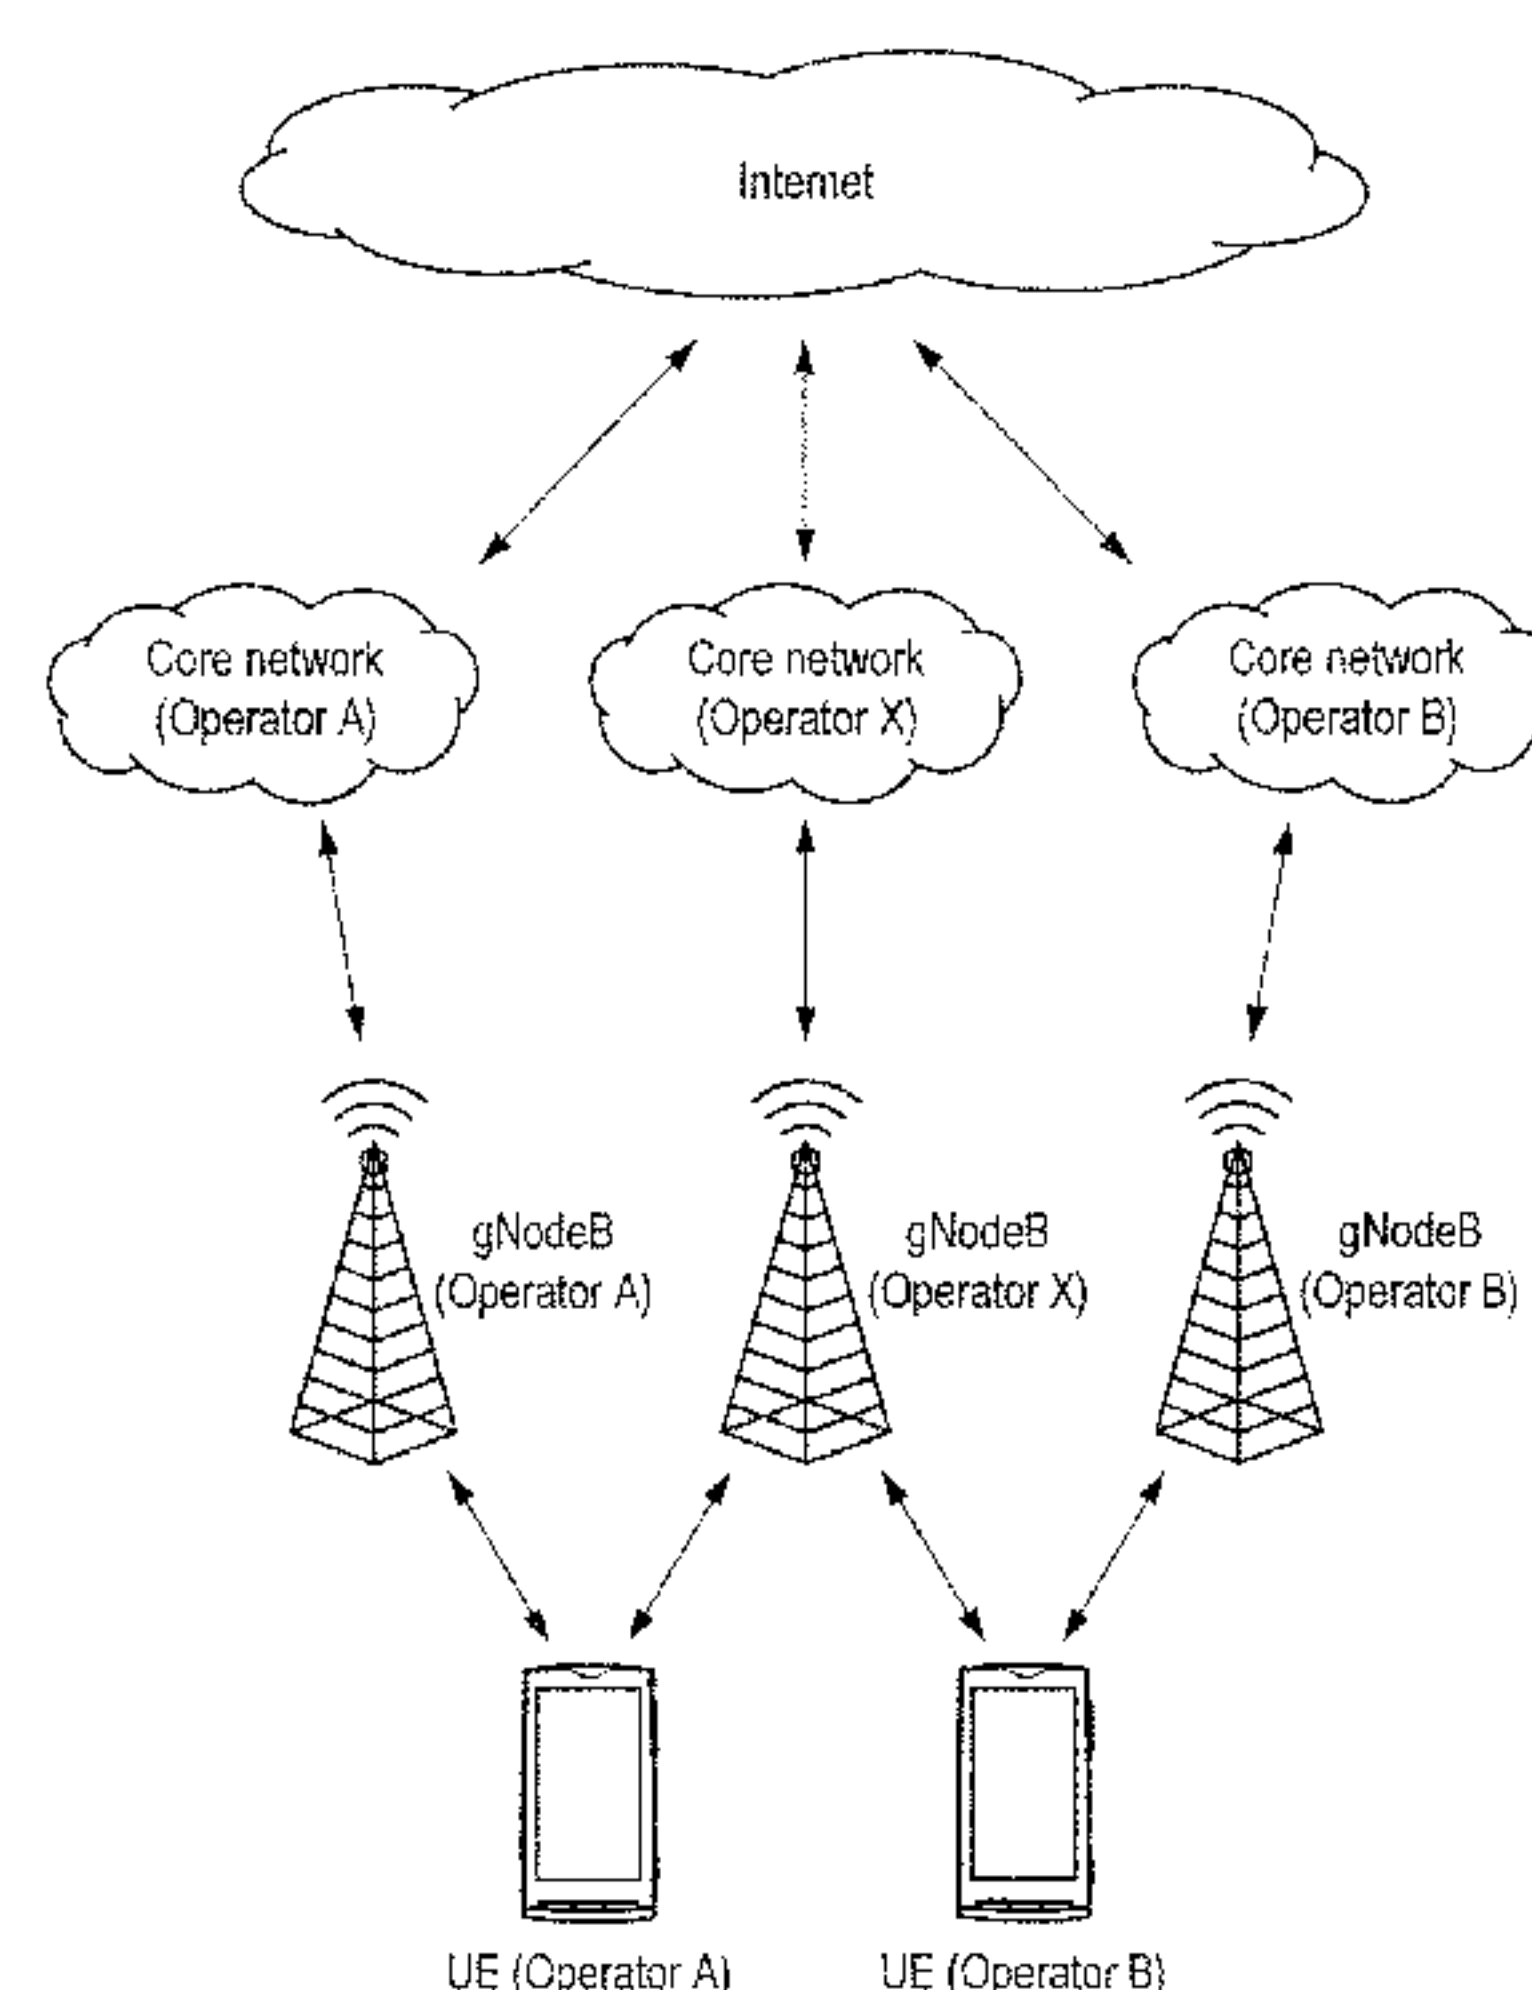 Internet
Core network
(Operator A)
Core network
(Operator X)
Core network
(Operator B)
gNodeB
(Operator A)
gNodeB
(Operator X)
gNodeB
(Operator B)
UE (Operator A)
UE (Operator B)